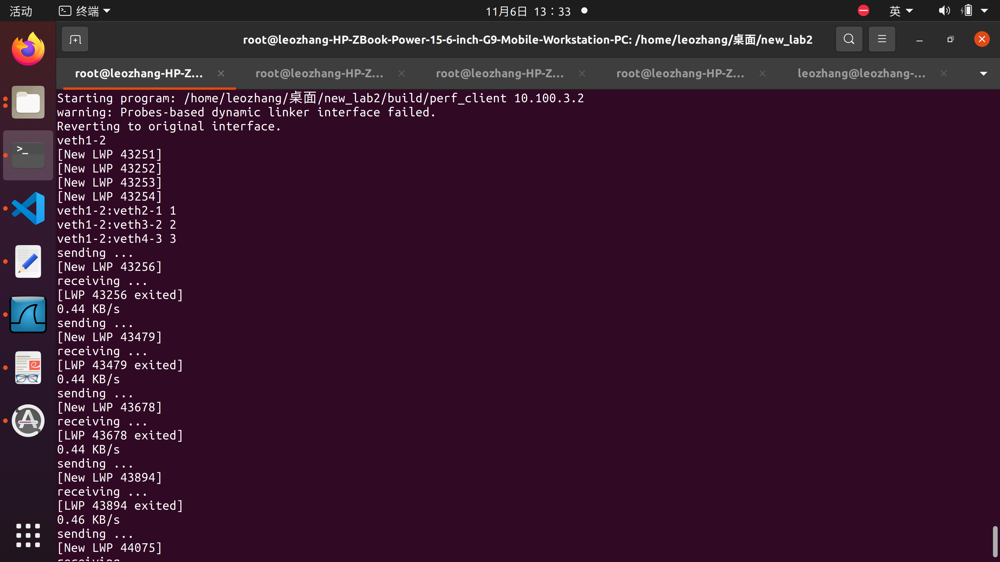 活动
终端
11月6日 13：33
英
root@leozhang-HP-ZBook-Power-15-6-inch-G9-Mobile-Workstation-PC: /home/leozhang/桌面/new_lab2
root@leozhang-HP-Z... root@leozhang-HP-Z... root@leozhang-HP-Z... root@leozhang-HP-Z... leozhang@leozhang-...
Starting program: /home/leozhang/桌面/new_lab2/build/perf_client 10.100.3.2
warning: Probes-based dynamic linker interface failed.
Reverting to original interface.
veth1-2
[New LWP 43251]
[New LWP 43252]
[New LWP 43253]
[New LWP 43254]
veth1-2:veth2-1 1
veth1-2:veth3-2 2
veth1-2:veth4-3 3
sending ...
[New LWP 43256]
receiving ...
[LWP 43256 exited]
0.44 KB/s
sending ...
[New LWP 43479]
receiving ...
[LWP 43479 exited]
0.44 KB/s
sending ...
[New LWP 43678]
receiving ...
[LWP 43678 exited]
0.44 KB/s
sending ...
[New LWP 43894]
receiving ...
[LWP 43894 exited]
0.46 KB/s
sending ...
[New LWP 44075]